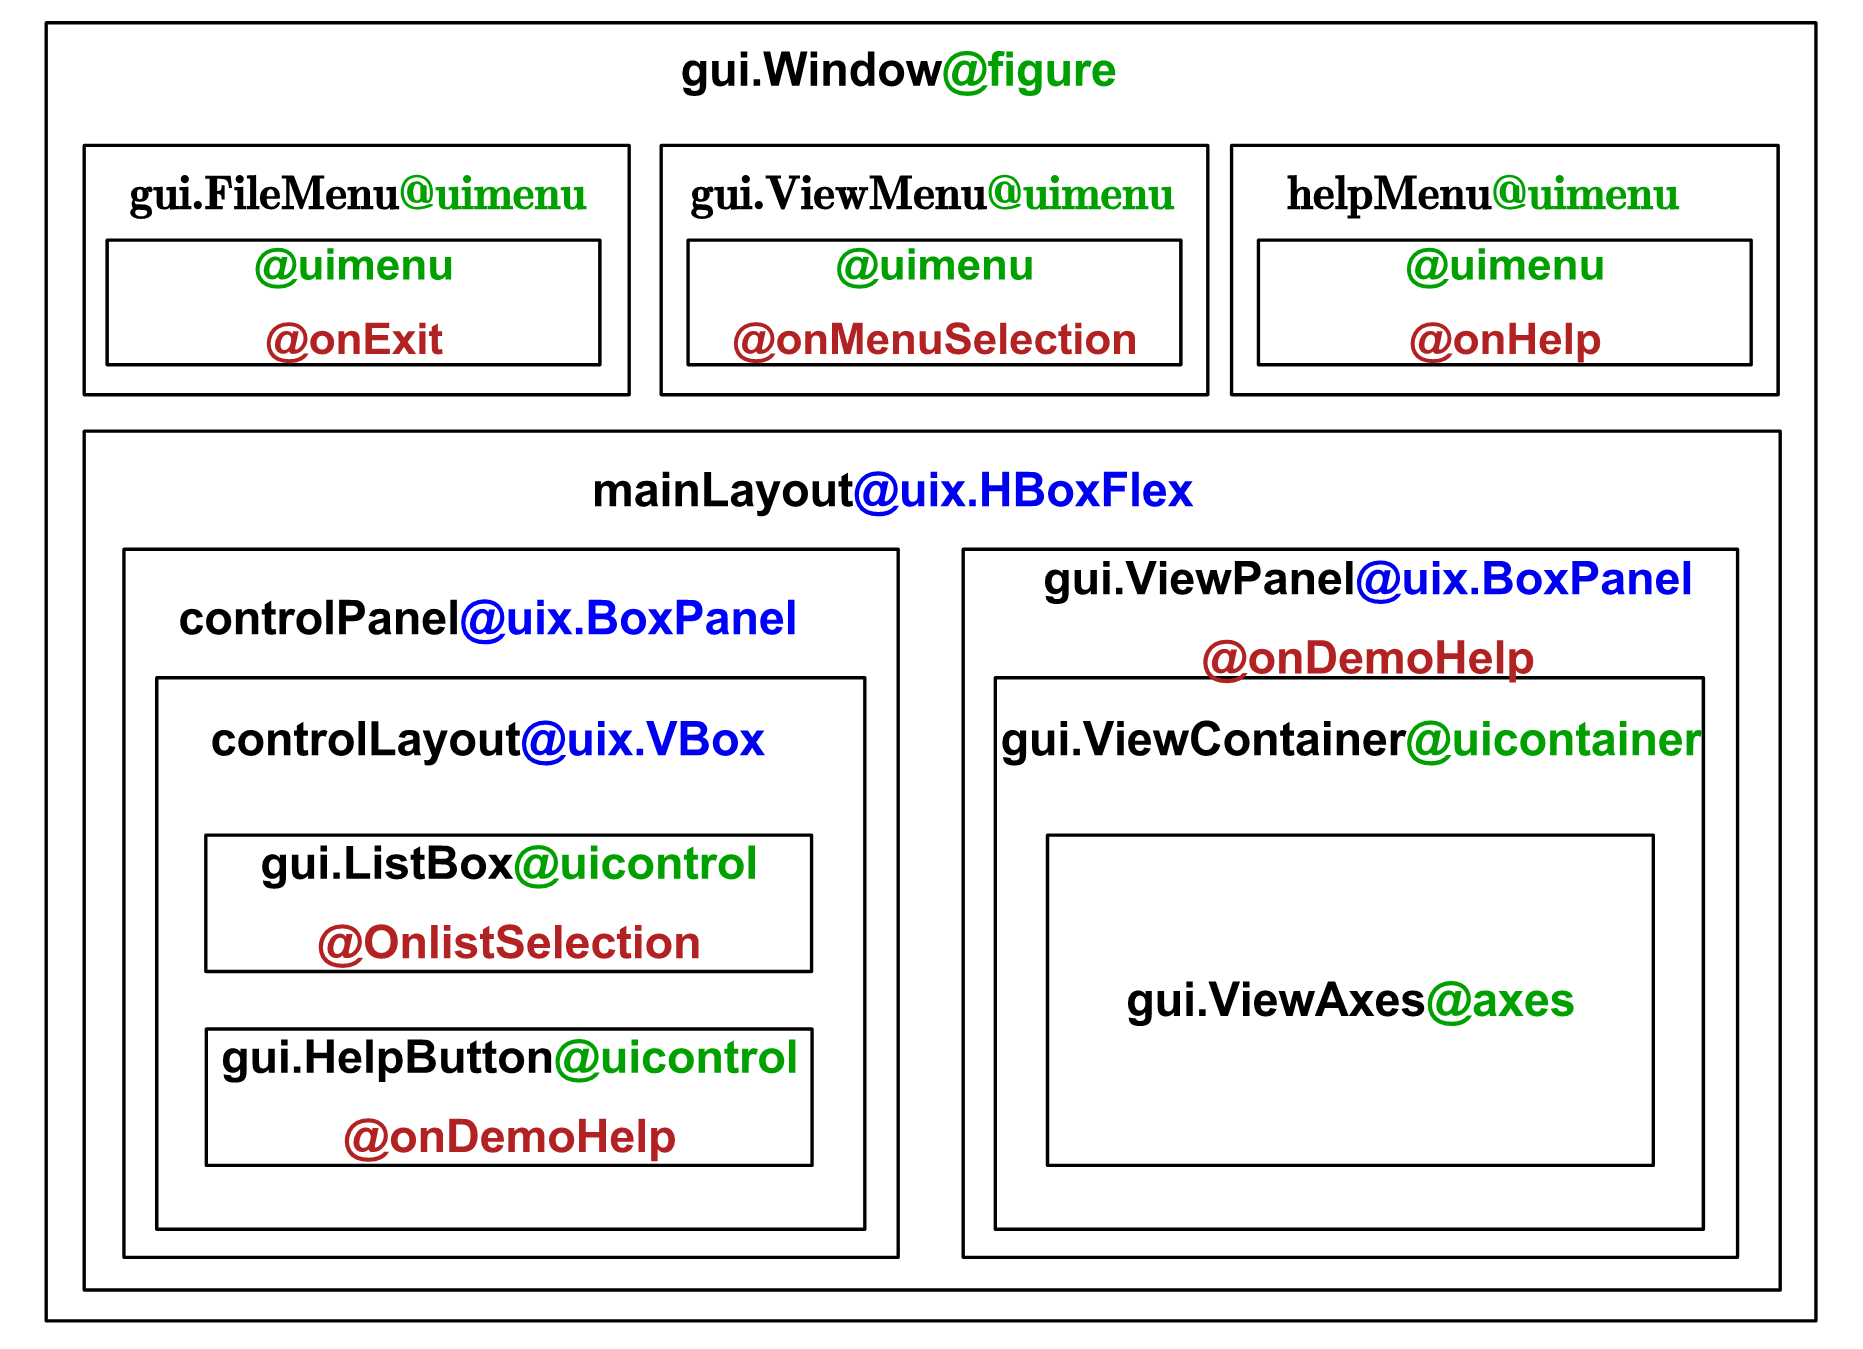 gui.Window@figure
gui.FileMenu@uimenu
@uimenu
@onExit
gui.ViewMenu@uimenu
@uimenu
@onMenuSelection
helpMenu@uimenu
@uimenu
@onHelp
mainLayout@uix.HBoxFlex
controlPanel@uix.BoxPanel
controlLayout@uix.VBox
gui.ListBox@uicontrol
@OnlistSelection
gui.HelpButton@uicontrol
@onDemoHelp
gui.ViewPanel@uix.BoxPanel
@onDemoHelp
gui.ViewContainer@uicontainer
gui.ViewAxes@axes